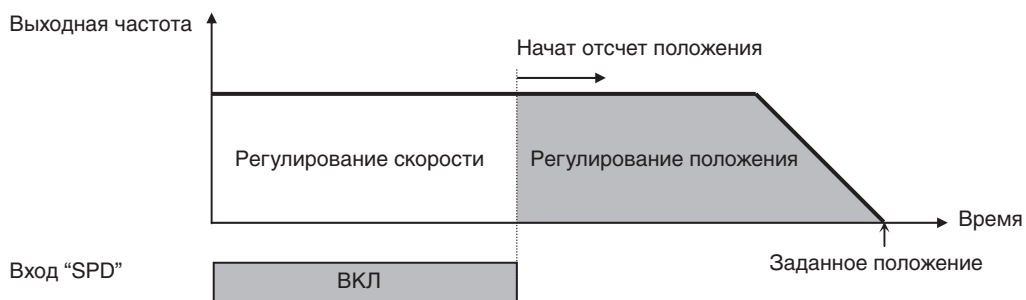 Выходная частота
Начат отсчет положения
Регулирование скорости
Регулирование положения
Время
Заданное положение
Вход “SPD”
ВКЛ